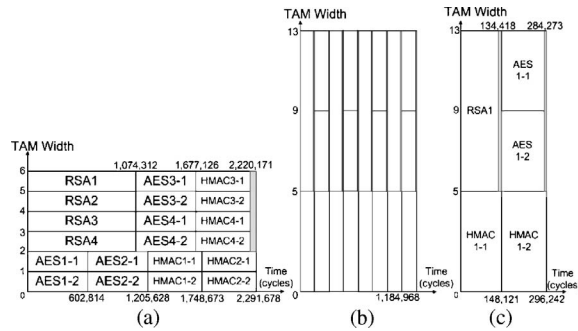 TAM Width
6
5
4
3
2
1
0
1,074,312 1,677,126 2,220,171
RSA1 AES3-1 HMAC3-1
RSA2 AES3-2 HMAC3-2
RSA3 AES4-1 HMAC4-1
RSA4 AES4-2 HMAC4-2
AES1-1 AES2-1 HMAC1-1 HMAC2-1
AES1-2 AES2-2 HMAC1-2 HMAC2-2
Time
(cycles)
602,814 1,205,628 1,748,673 2,291,678
(a)
TAM Width
13
9
5
0
Time
(cycles)
1,184,968
(b)
TAM Width
13
9
5
0
134,418 284,273
RSA1
AES
1-1
AES
1-2
HMAC
1-1
HMAC
1-2
Time
(cycles)
148,121 296,242
(c)